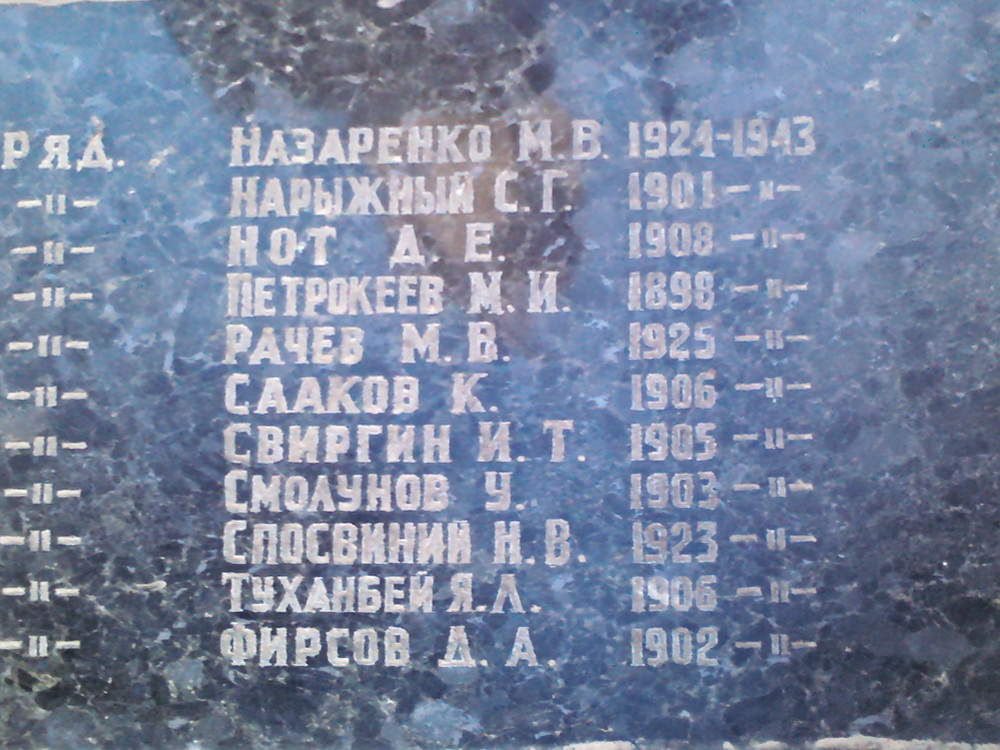 РЯД. НАЗАРЕНКО М.В. 1924-1943
-"- НАРЫЖНЫЙ С.Г. 1901-"-
-"- НОТ Д.Е. 1908-"-
-"- ПЕТРОКЕЕВ М.И. 1898-"-
-"- РАЧЕВ М.В. 1925-"-
-"- СААКОВ К. 1906-"-
-"- СВИРГИН И.Т. 1905-"-
-"- СМОЛУНОВ У. 1903-"-
-"- СПОСВИНИЙ Н.В. 1923-"-
-"- ТУХАНБЕЙ Я.Л. 1906-"-
-"- ФИРСОВ Д.А. 1902-"-